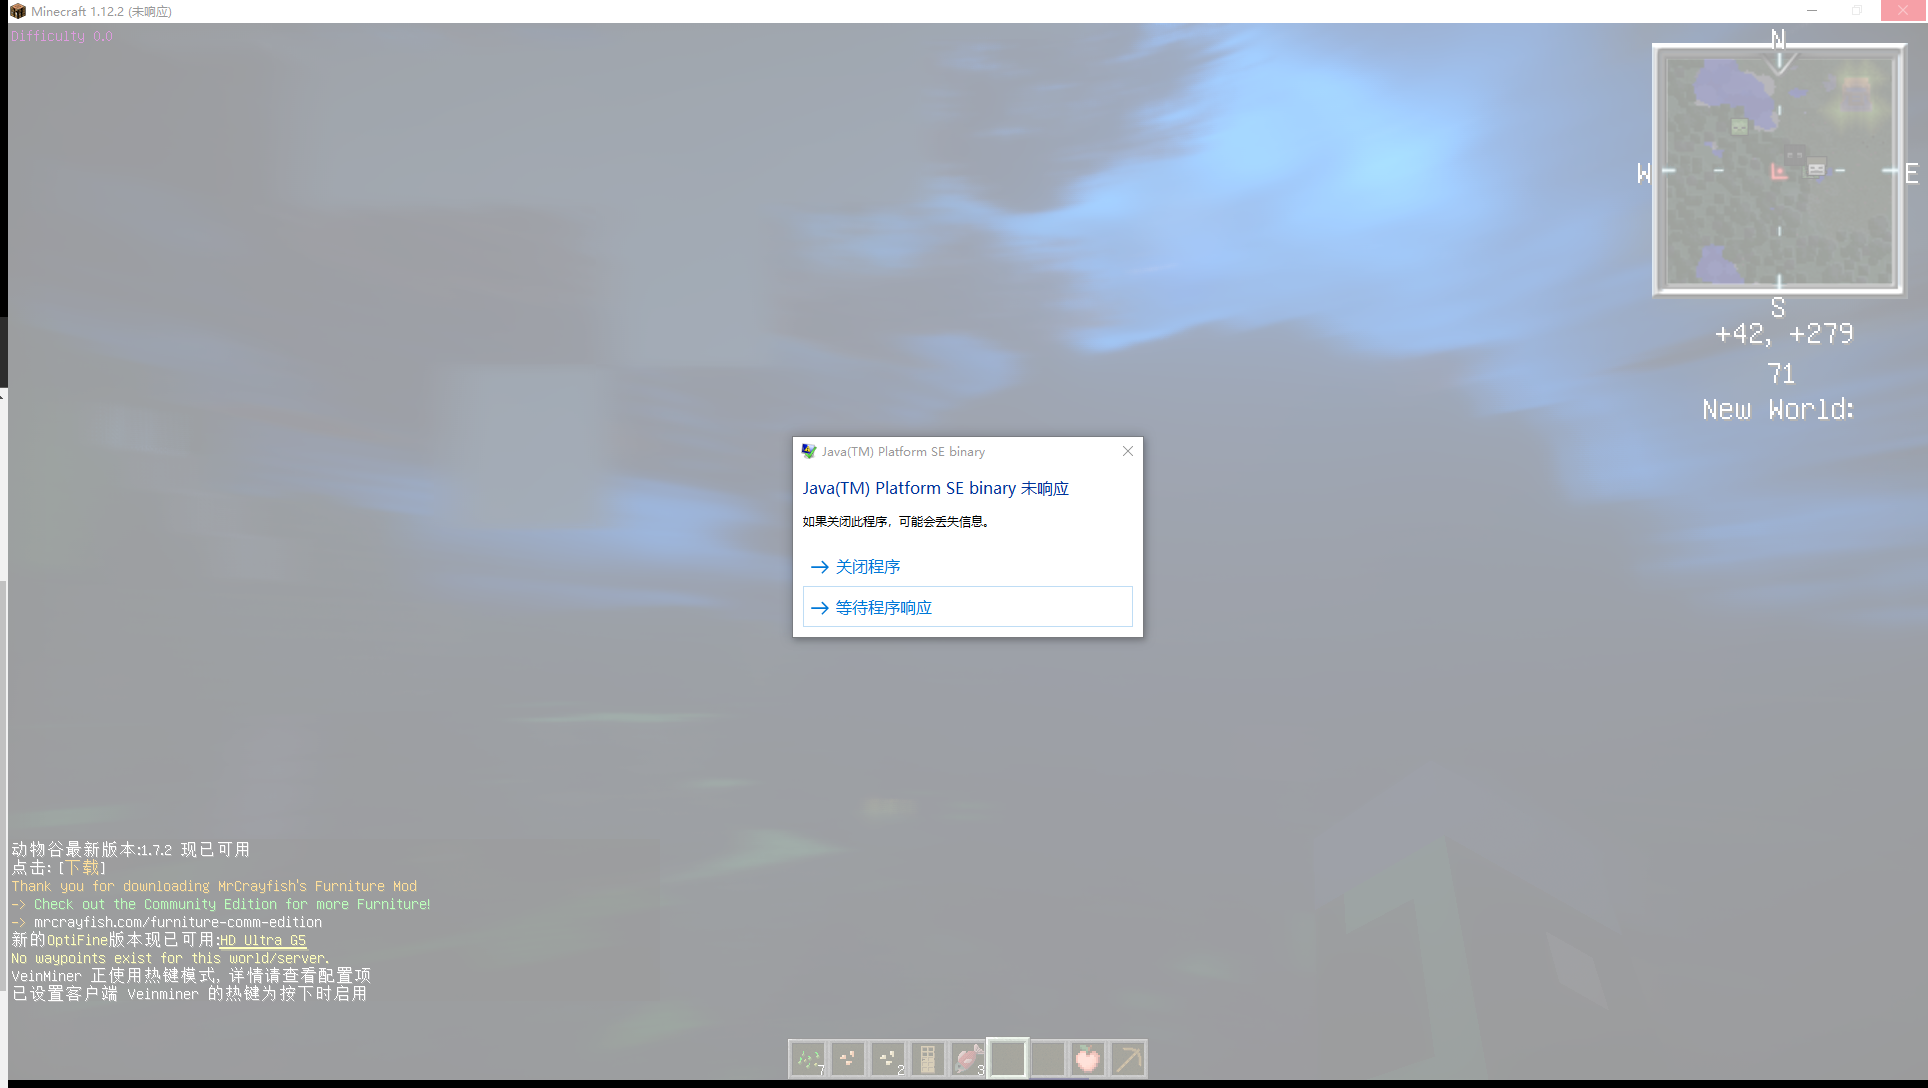 Minecraft 1.12.2 (未响应)
Difficulty 0.0
N
W
E
S
+42, +279
71
New World:
Java(TM) Platform SE binary
Java(TM) Platform SE binary 未响应
如果关闭此程序，可能会丢失信息。
关闭程序
等待程序响应
动物谷最新版本:1.7.2 现已可用
点击: [下载]
Thank you for downloading MrCrayfish's Furniture Mod
-> Check out the Community Edition for more Furniture!
-> mrcrayfish.com/furniture-comm-edition
新的OptiFine版本现已可用:HD Ultra G5
No waypoints exist for this world/server.
VeinMiner 正使用热键模式, 详情请查看配置项
已设置客户端 Veinminer 的热键为按下时启用
7
2
3